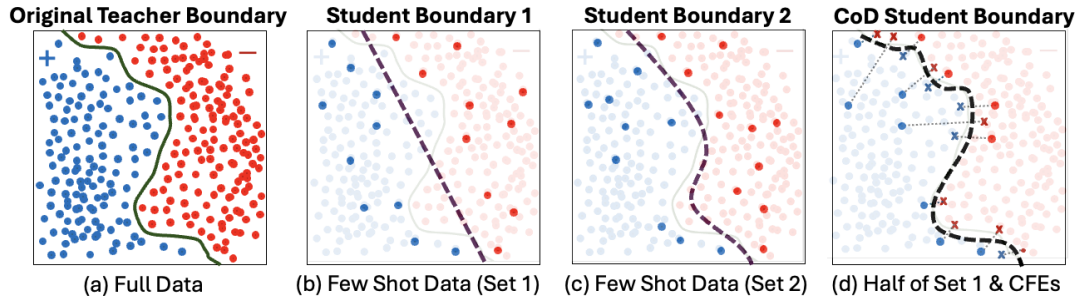 Original Teacher Boundary
Student Boundary 1
Student Boundary 2
CoD Student Boundary
+
−
+
−
+
−
+
−
(a) Full Data
(b) Few Shot Data (Set 1)
(c) Few Shot Data (Set 2)
(d) Half of Set 1 & CFEs